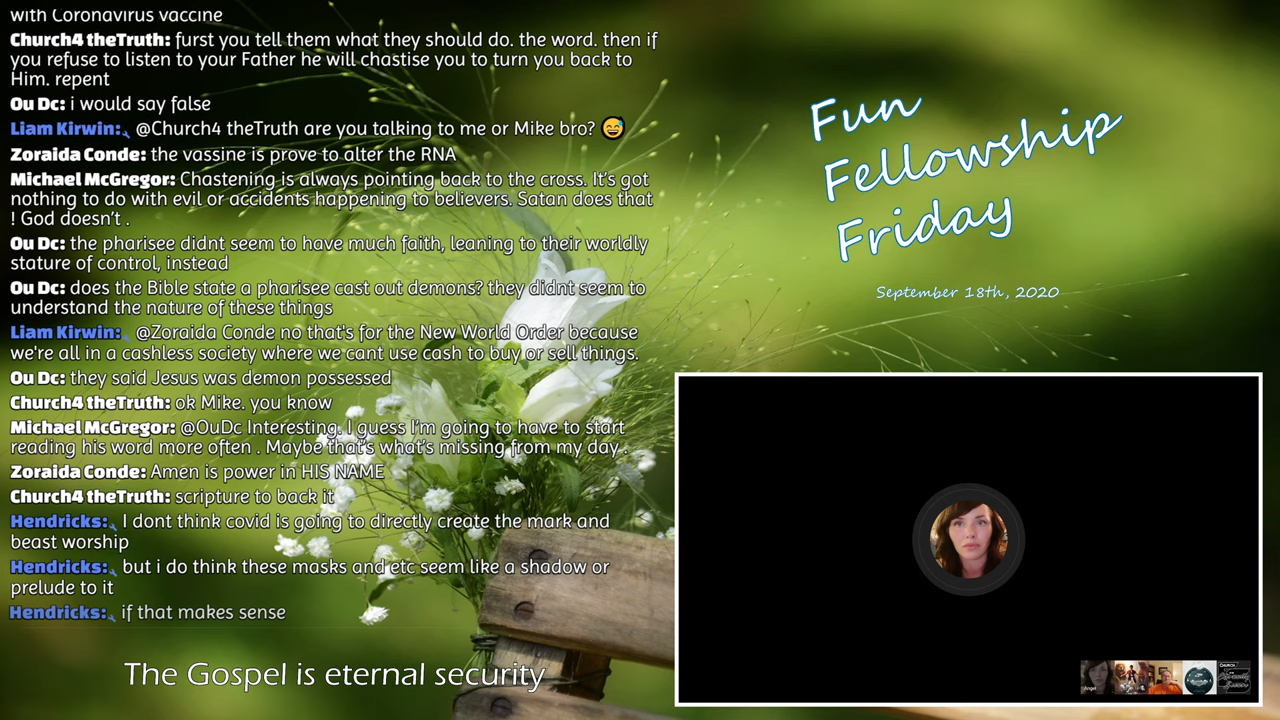 with Coronavirus vaccine
Church4 theTruth: furst you tell them what they should do. the word. then if
you refuse to listen to your Father he will chastise you to turn you back to
Him. repent
Ou Dc: i would say false
Liam Kirwin: @Church4 theTruth are you talking to me or Mike bro? 😅
Zoraida Conde: the vassine is prove to alter the RNA
Michael McGregor: Chastening is always pointing back to the cross. It's got
nothing to do with evil or accidents happening to believers. Satan does that
! God doesn't .
Ou Dc: the pharisee didnt seem to have much faith, leaning to their worldly
stature of control, instead
Ou Dc: does the Bible state a pharisee cast out demons? they didnt seem to
understand the nature of these things
Liam Kirwin: @Zoraida Conde no that's for the New World Order because
we're all in a cashless society where we cant use cash to buy or sell things.
Ou Dc: they said Jesus was demon possessed
Church4 theTruth: ok Mike. you know
Michael McGregor: @OuDc Interesting. I guess I'm going to have to start
reading his word more often . Maybe that's what's missing from my day .
Zoraida Conde: Amen is power in HIS NAME
Church4 theTruth: scripture to back it
Hendricks: I dont think covid is going to directly create the mark and
beast worship
Hendricks: but i do think these masks and etc seem like a shadow or
prelude to it
Hendricks: if that makes sense
The Gospel is eternal security
Fun
Fellowship
Friday
September 18th, 2020
Angel
CHURCH